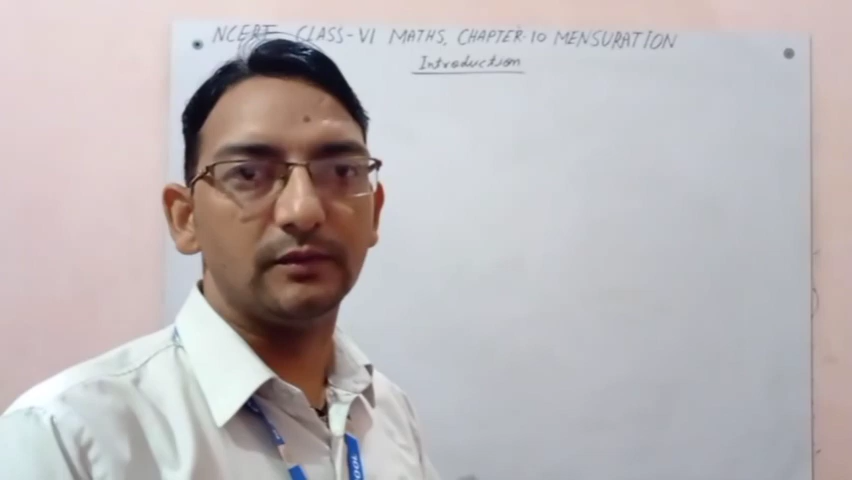 NCERT CLASS-VI MATHS, CHAPTER-10 MENSURATION
Introduction